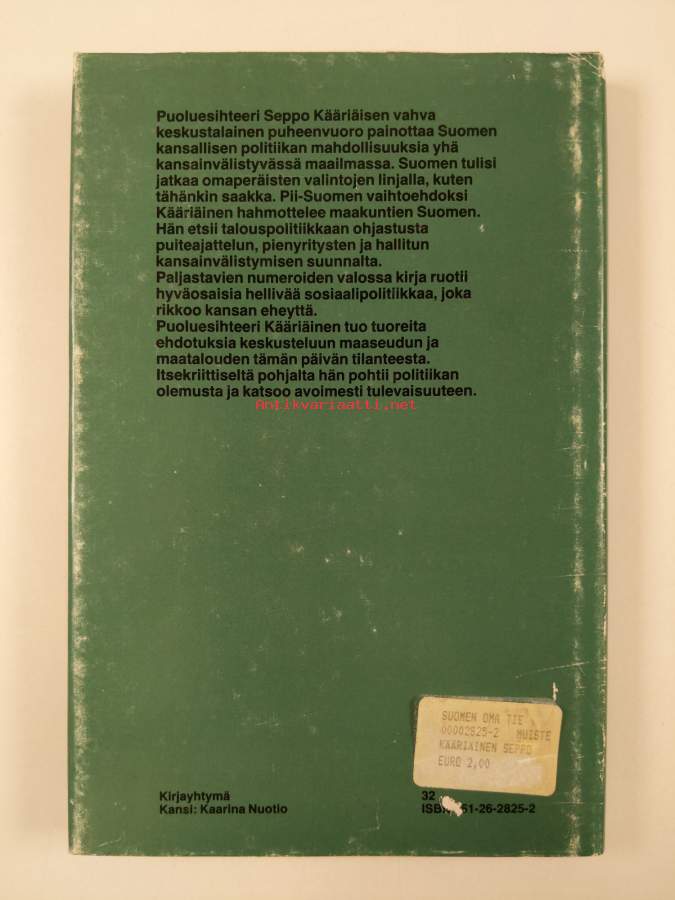 Puoluesihteeri Seppo Kääriäisen vahva
keskustalainen puheenvuoro painottaa Suomen
kansallisen politiikan mahdollisuuksia yhä
kansainvälistyvässä maailmassa. Suomen tulisi
jatkaa omaperäisten valintojen linjalla, kuten
tähänkin saakka. Pii-Suomen vaihtoehdoksi
Kääriäinen hahmottelee maakuntien Suomen.
Hän etsii talouspolitiikkaan ohjastusta
puiteajattelun, pienyritysten ja hallitun
kansainvälistymisen suunnalta.
Paljastavien numeroiden valossa kirja ruotii
hyväosaisia hellivää sosiaalipolitiikkaa, joka
rikkoo kansan eheyttä.
Puoluesihteeri Kääriäinen tuo tuoreita
ehdotuksia keskusteluun maaseudun ja
maatalouden tämän päivän tilanteesta.
Itsekriittiseltä pohjalta hän pohtii politiikan
olemusta ja katsoo avoimesti tulevaisuuteen.
Antikvariaatti.net
SUOMEN OMA TIE
00002825-2 MUISTE
KÄÄRIÄINEN SEPPO
EURO 2,00
Kirjayhtymä
Kansi: Kaarina Nuotio
32
51-26-2825-2